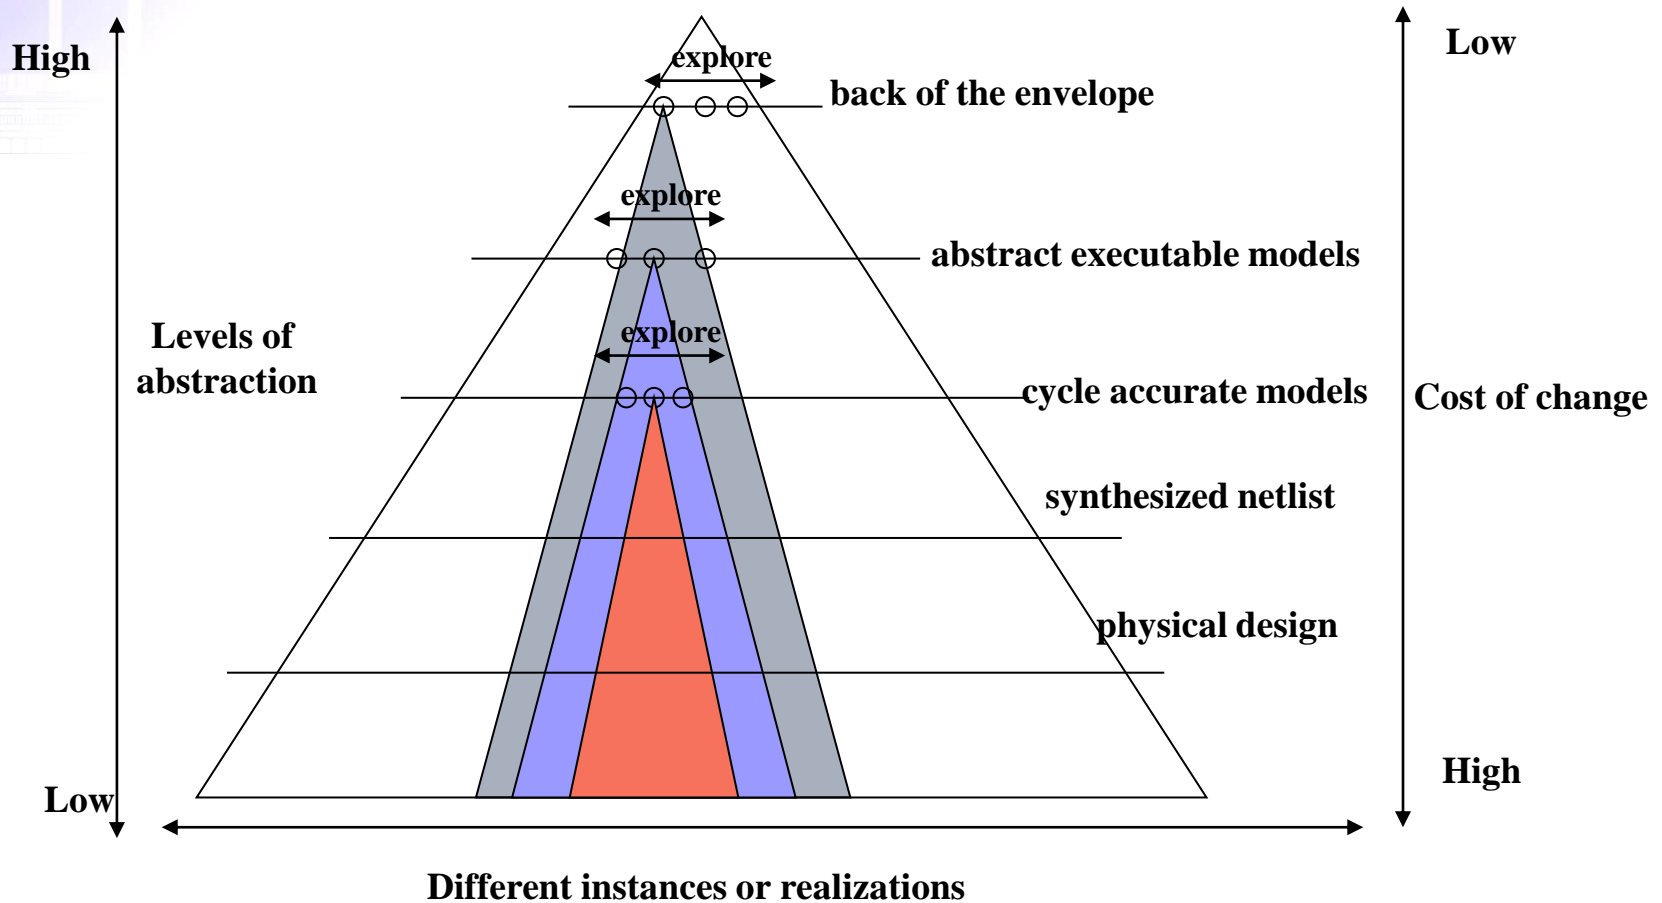 High
Low
explore
back of the envelope
explore
abstract executable models
Levels of
abstraction
explore
cycle accurate models
Cost of change
synthesized netlist
physical design
Low
High
Different instances or realizations